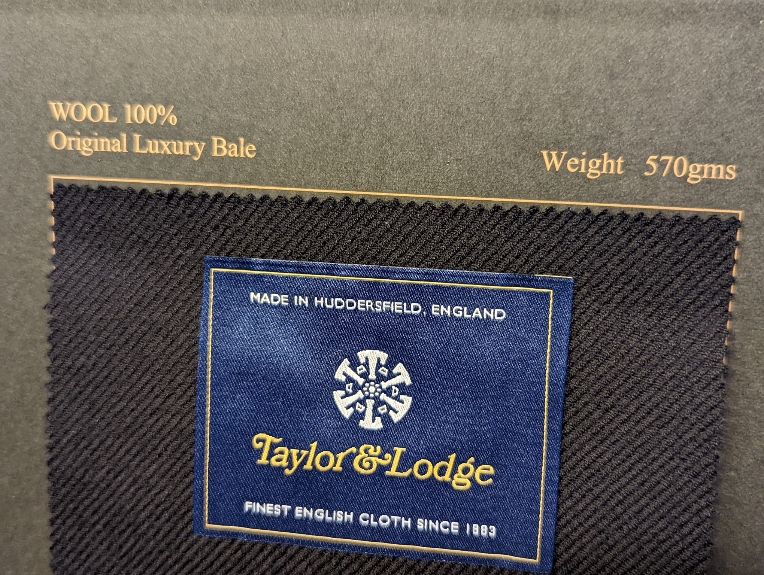 WOOL 100%
Original Luxury Bale
Weight 570gms
MADE IN HUDDERSFIELD, ENGLAND
Taylor & Lodge
FINEST ENGLISH CLOTH SINCE 1883